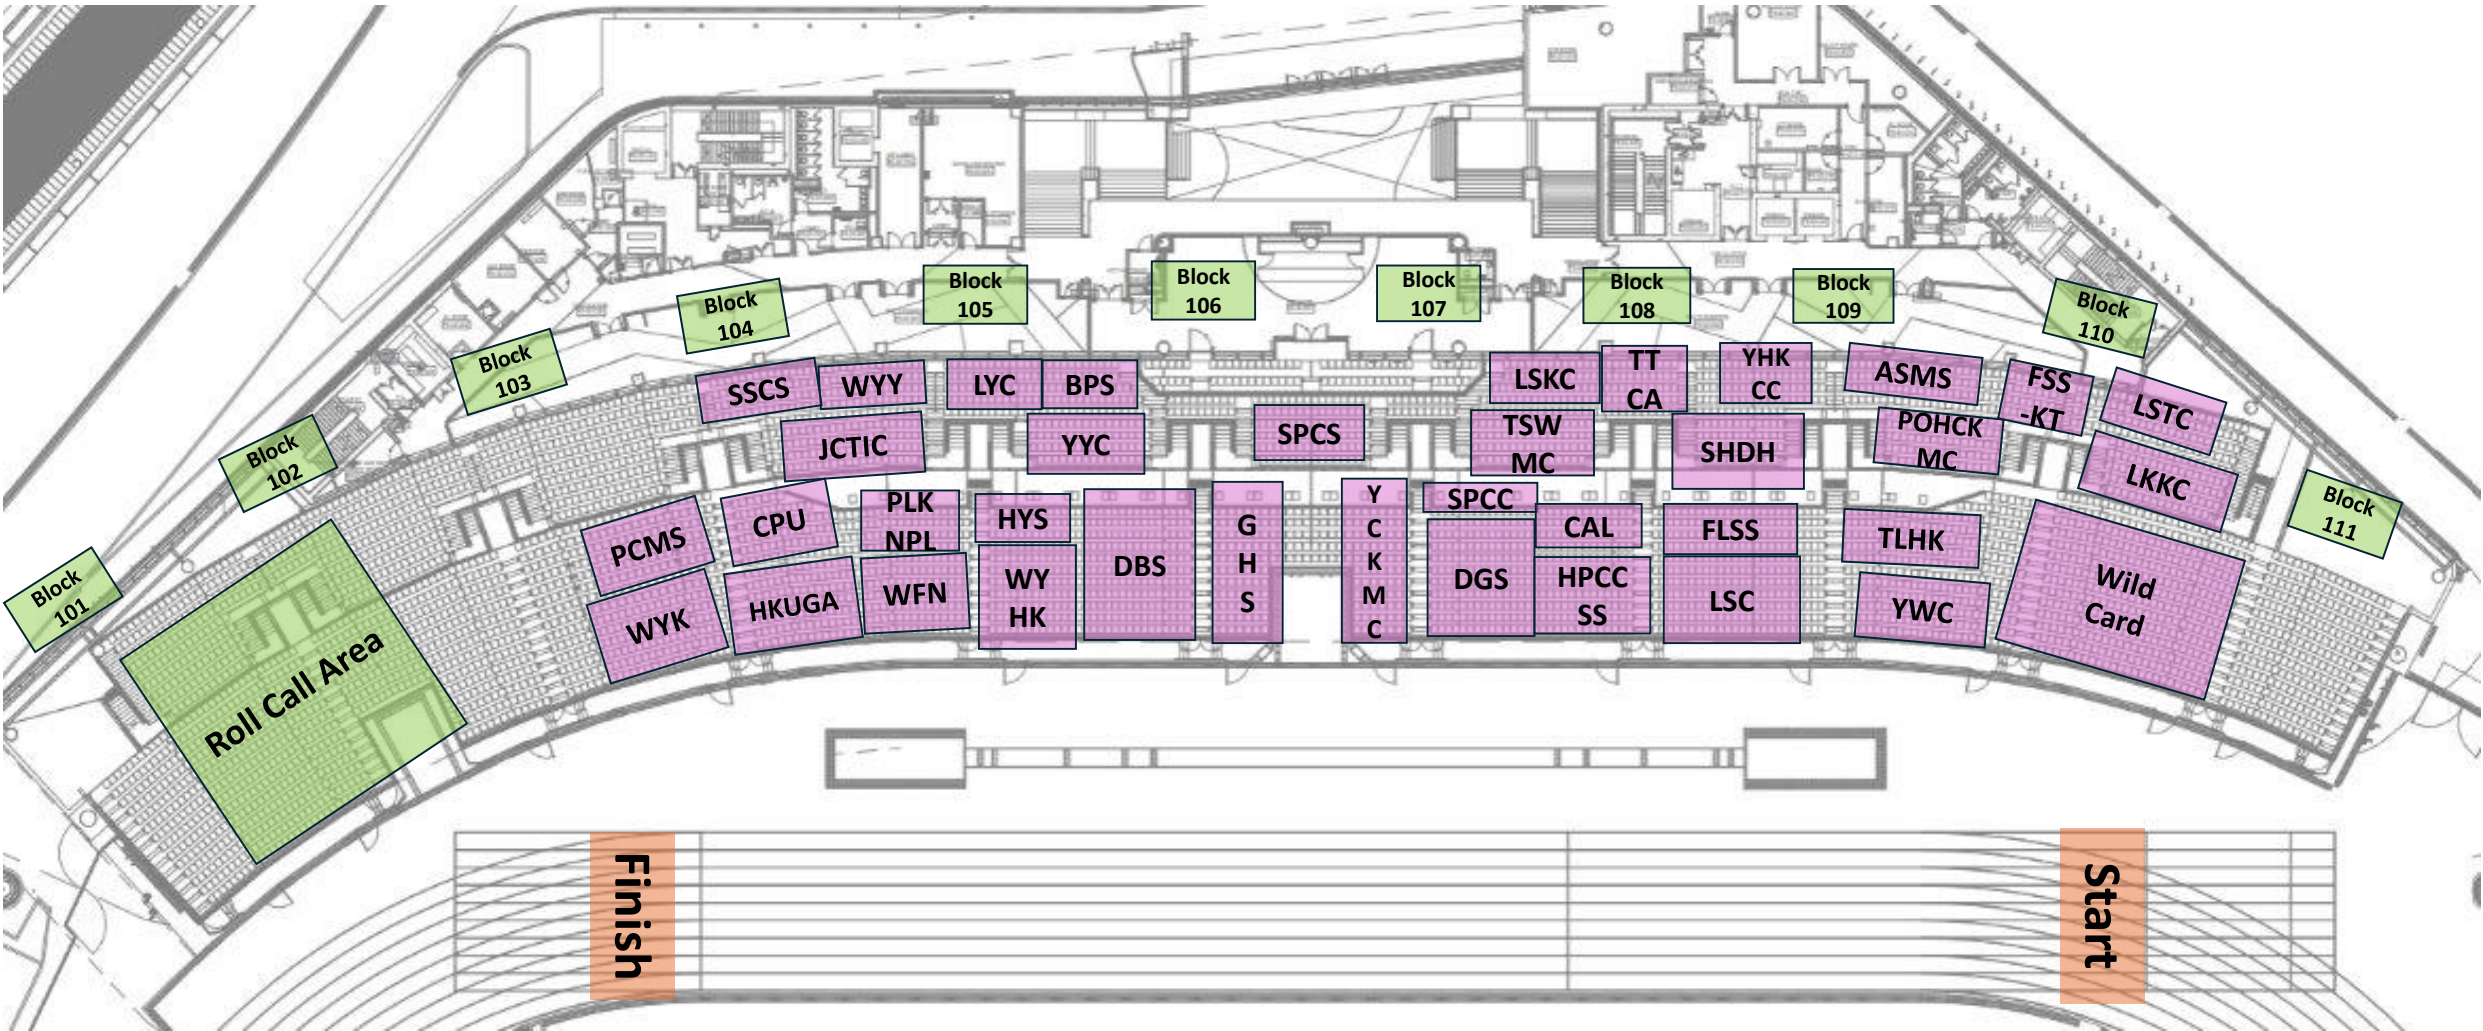 Block
101
Block
102
Block
103
Block
104
Block
105
Block
106
Block
107
Block
108
Block
109
Block
110
Block
111
SSCS
WYY
LYC
BPS
LSKC
TT
CA
YHK
CC
ASMS
FSS
-KT
LSTC
JCTIC
YYC
SPCS
TSW
MC
SHDH
POHCK
MC
LKKC
PCMS
CPU
PLK
NPL
HYS
DBS
G
H
S
Y
C
K
M
C
SPCC
CAL
FLSS
TLHK
Wild
Card
WYK
HKUGA
WFN
WY
HK
DGS
HPCC
SS
LSC
YWC
Roll Call Area
Finish
Start